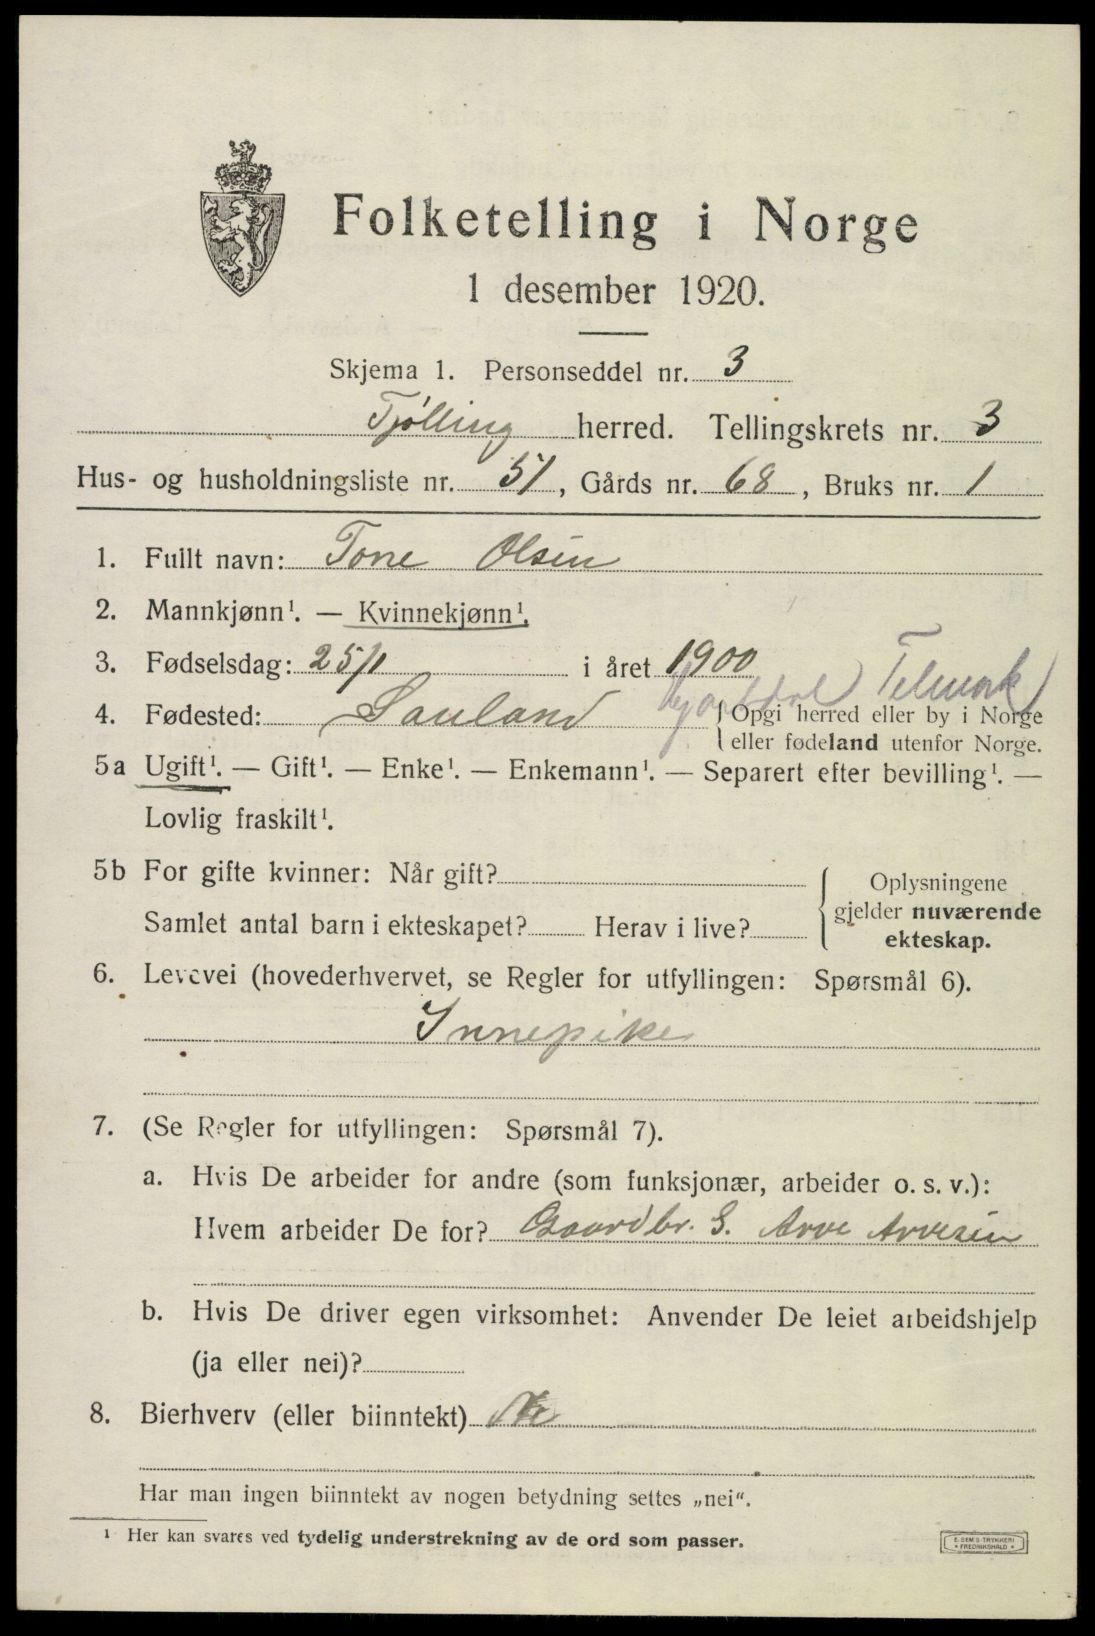 Folketelling i Norge
1 desember 1920.
Skjema 1. Personseddel nr. 3
Tjølling herred. Tellingskrets nr. 3
Hus- og husholdningsliste nr. 51, Gårds nr. 68, Bruks nr. 1
1. Fullt navn: Tone Olsen
2. Mannkjønn¹. — Kvinnekjønn¹.
3. Fødselsdag: 25/1 i året 1900
Hjartdal Telemark
4. Fødested: Sauland { Opgi herred eller by i Norge
eller fødeland utenfor Norge.
5a Ugift¹. — Gift¹. — Enke¹. — Enkemann¹. — Separert efter bevilling¹. —
Lovlig fraskilt¹.
5b For gifte kvinner: Når gift?
Samlet antal barn i ekteskapet? Herav i live?
{ Oplysningene
gjelder nuværende
ekteskap.
6. Levevei (hovederhvervet, se Regler for utfyllingen: Spørsmål 6).
Innepike
7. (Se Regler for utfyllingen: Spørsmål 7).
a. Hvis De arbeider for andre (som funksjonær, arbeider o. s. v.):
Hvem arbeider De for? Gaardbr. G. Arve Arvesen
b. Hvis De driver egen virksomhet: Anvender De leiet arbeidshjelp
(ja eller nei)?
8. Bierhverv (eller biinntekt)
Har man ingen biinntekt av nogen betydning settes „nei“.
¹ Her kan svares ved tydelig understrekning av de ord som passer.
E. SEM'S TRYKKERI
* FREDRIKSHALD *